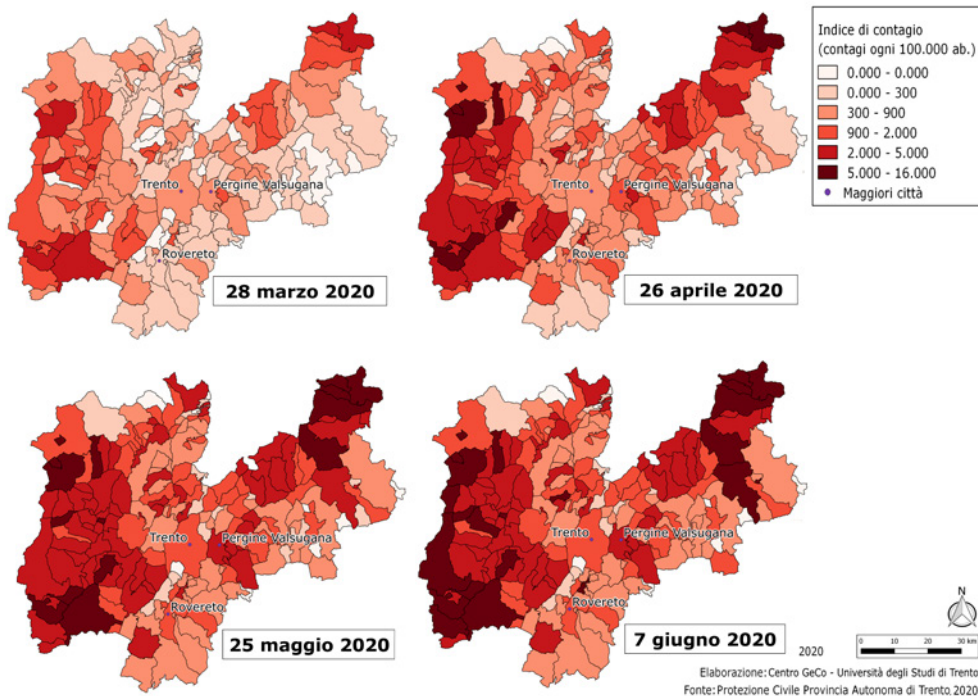 Trento
Pergine Valsugana
Rovereto
28 marzo 2020
Trento
Pergine Valsugana
Rovereto
26 aprile 2020
Indice di contagio
(contagi ogni 100.000 ab.)
0.000 - 0.000
0.000 - 300
300 - 900
900 - 2.000
2.000 - 5.000
5.000 - 16.000
Maggiori città
Trento
Pergine Valsugana
Rovereto
25 maggio 2020
Trento
Pergine Valsugana
Rovereto
7 giugno 2020
2020
N
0 10 20 30 km
Elaborazione: Centro GeCo - Università degli Studi di Trento
Fonte: Protezione Civile Provincia Autonoma di Trento, 2020